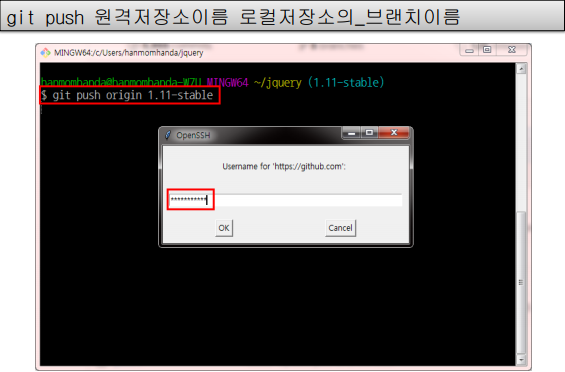 git push 원격저장소이름 로컬저장소의_브랜치이름
MINGW64:/c/Users/hanmomhanda/jquery
hanmomhanda@hanmomhanda-W7U MINGW64 ~/jquery (1.11-stable)
$ git push origin 1.11-stable
OpenSSH
Username for 'https://github.com':
***********
OK Cancel